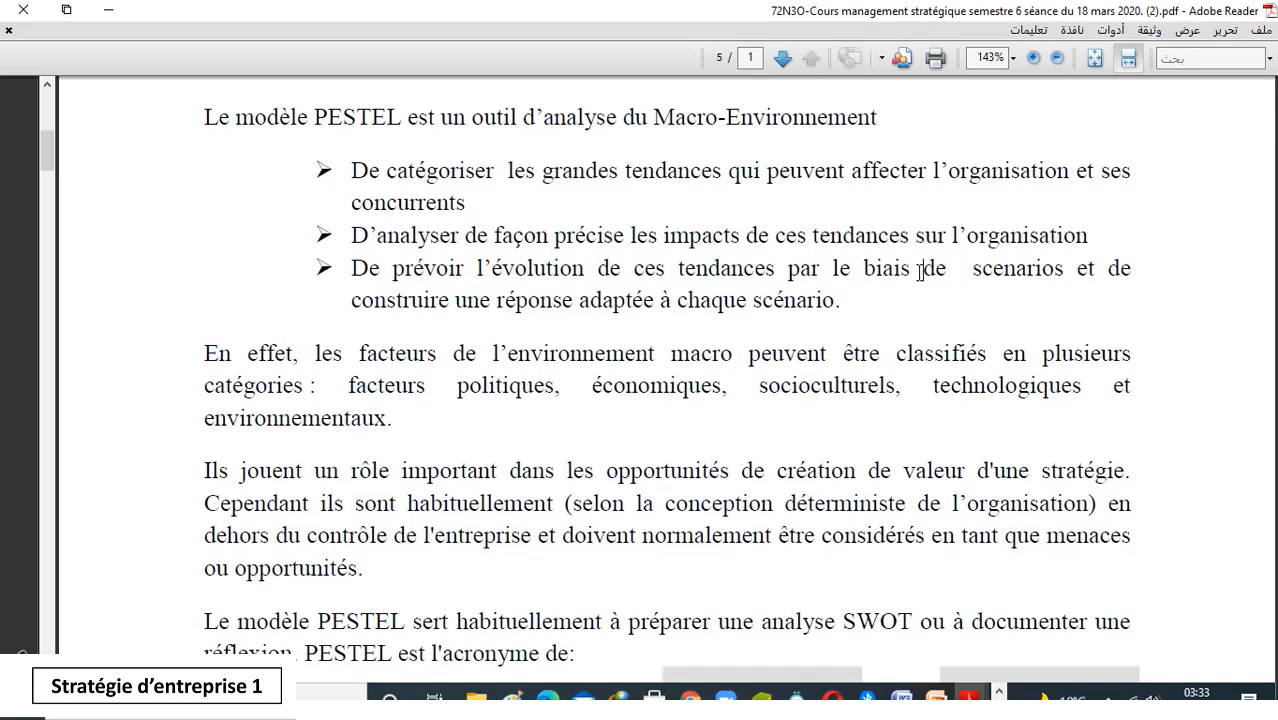 72N3O-Cours management stratégique semestre 6 séance du 18 mars 2020. (2).pdf - Adobe Reader
ملف تحرير عرض وثيقة أدوات نافذة تعليمات
5 / 1 143% بحث
Le modèle PESTEL est un outil d’analyse du Macro-Environnement
➢ De catégoriser les grandes tendances qui peuvent affecter l’organisation et ses
concurrents
➢ D’analyser de façon précise les impacts de ces tendances sur l’organisation
➢ De prévoir l’évolution de ces tendances par le biais de scenarios et de
construire une réponse adaptée à chaque scénario.
En effet, les facteurs de l’environnement macro peuvent être classifiés en plusieurs
catégories : facteurs politiques, économiques, socioculturels, technologiques et
environnementaux.
Ils jouent un rôle important dans les opportunités de création de valeur d'une stratégie.
Cependant ils sont habituellement (selon la conception déterministe de l’organisation) en
dehors du contrôle de l'entreprise et doivent normalement être considérés en tant que menaces
ou opportunités.
Le modèle PESTEL sert habituellement à préparer une analyse SWOT ou à documenter une
réflexion. PESTEL est l'acronyme de:
Stratégie d’entreprise 1
03:33